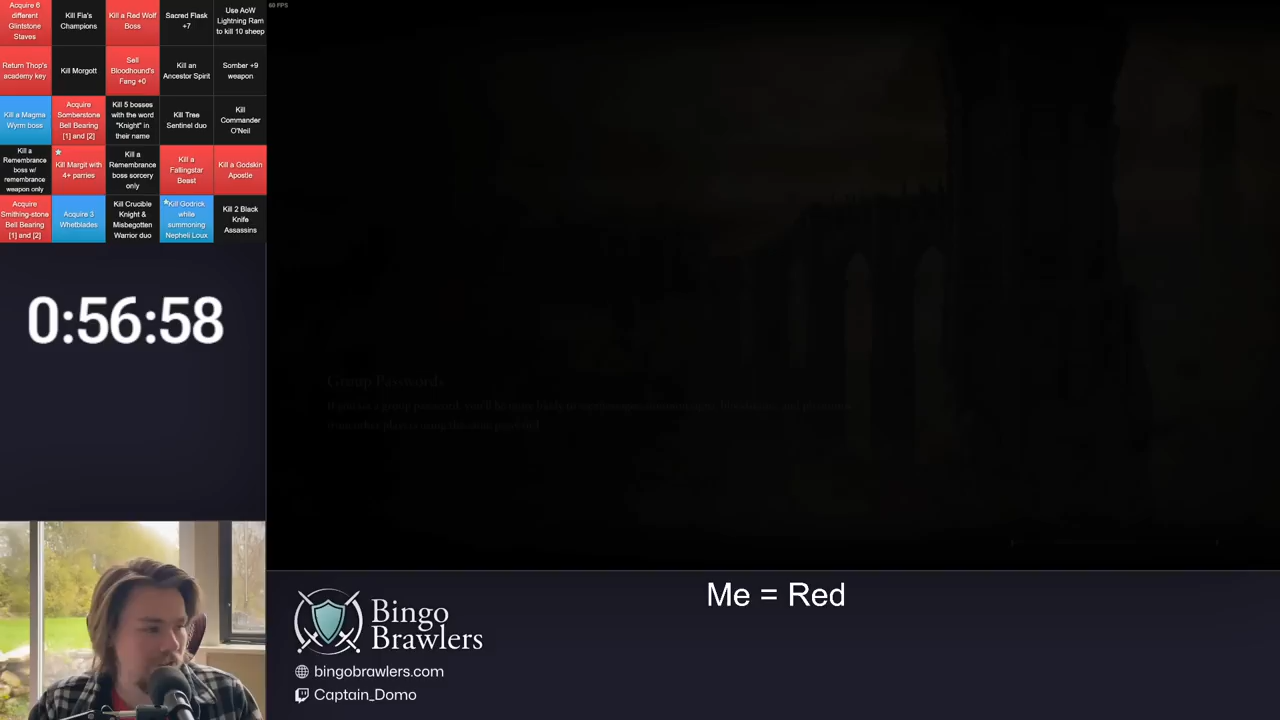 Acquire 6
different
Glintstone
Staves
Kill Fia's
Champions
Kill a Red Wolf
Boss
Sacred Flask
+7
Use AoW
Lightning Ram
to kill 10 sheep
Return Thop's
academy key
Kill Morgott
Sell
Bloodhound's
Fang +0
Kill an
Ancestor Spirit
Somber +9
weapon
Kill a Magma
Wyrm boss
Acquire
Somberstone
Bell Bearing
[1] and [2]
Kill 5 bosses
with the word
"Knight" in
their name
Kill Tree
Sentinel duo
Kill
Commander
O'Neil
Kill a
Remembrance
boss w/
remembrance
weapon only
Kill Margit with
4+ parries
Kill a
Remembrance
boss sorcery
only
Kill a
Fallingstar
Beast
Kill a Godskin
Apostle
Acquire
Smithing-stone
Bell Bearing
[1] and [2]
Acquire 3
Whetblades
Kill Crucible
Knight &
Misbegotten
Warrior duo
Kill Godrick
while
summoning
Nepheli Loux
Kill 2 Black
Knife
Assassins
60 FPS
0:56:58
Group Passwords
Me = Red
Bingo
Brawlers
bingobrawlers.com
Captain_Domo